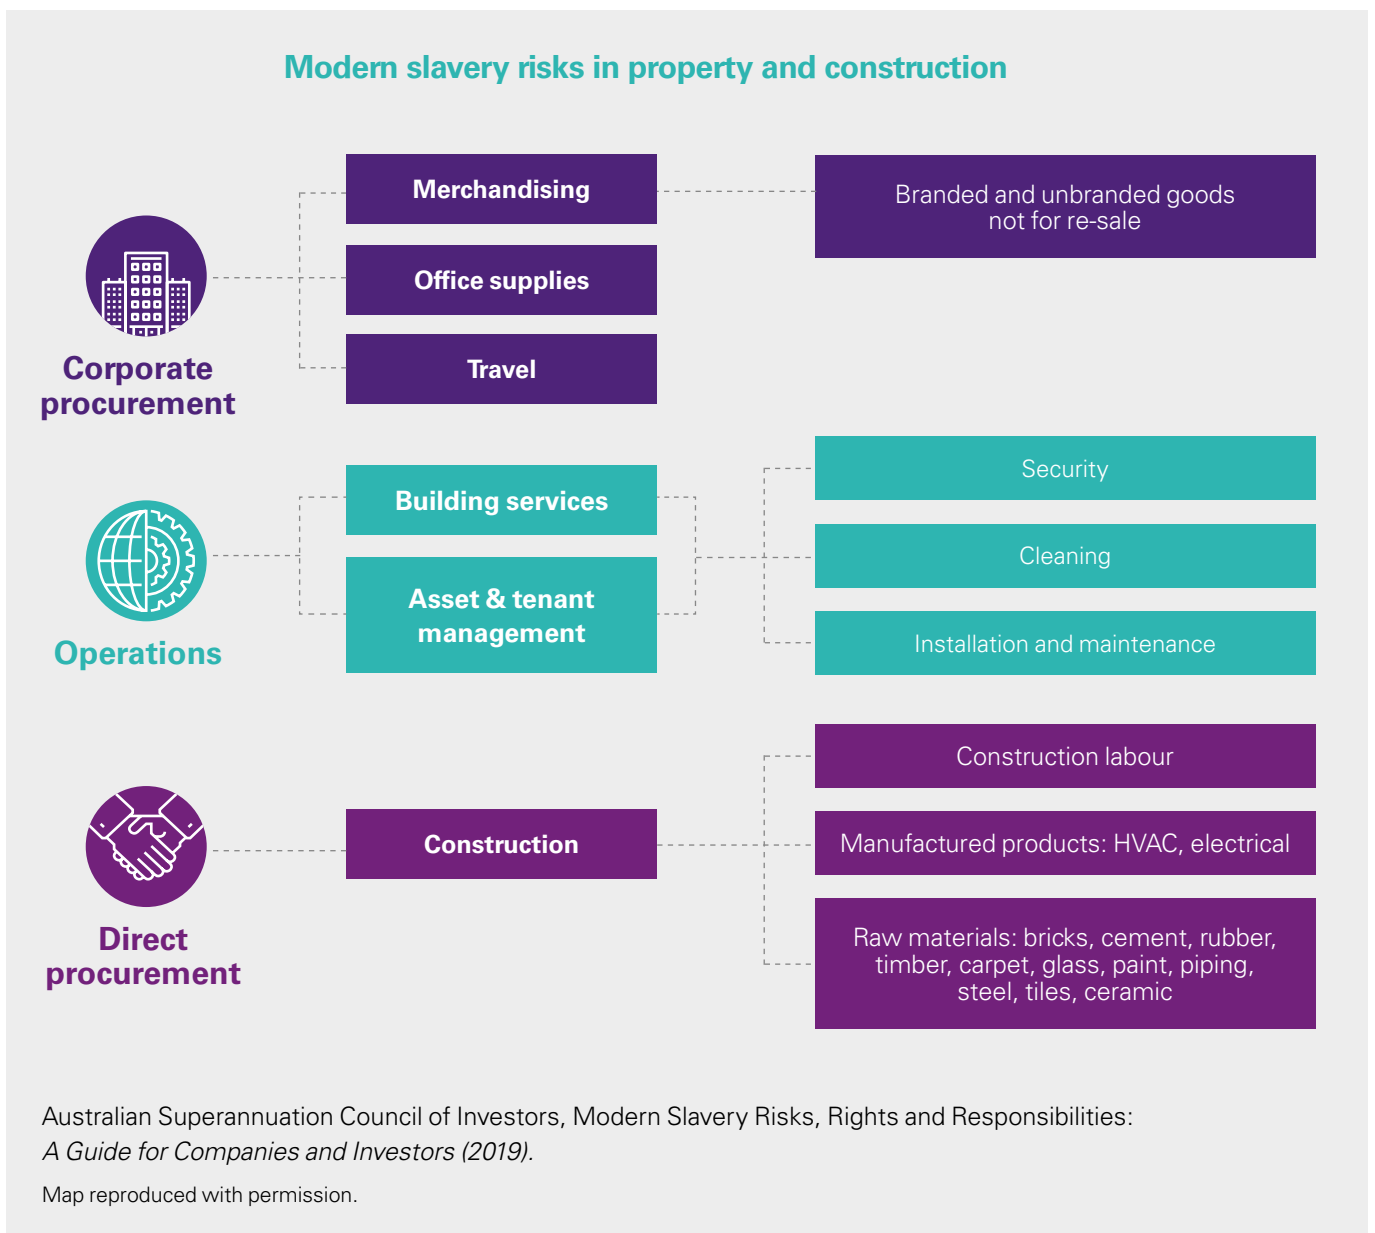 Modern slavery risks in property and construction
Merchandising
Branded and unbranded goods
not for re-sale
Office supplies
Travel
Corporate
procurement
Building services
Asset & tenant
management
Security
Cleaning
Installation and maintenance
Operations
Construction
Construction labour
Manufactured products: HVAC, electrical
Raw materials: bricks, cement, rubber,
timber, carpet, glass, paint, piping,
steel, tiles, ceramic
Direct
procurement
Australian Superannuation Council of Investors, Modern Slavery Risks, Rights and Responsibilities:
A Guide for Companies and Investors (2019).
Map reproduced with permission.